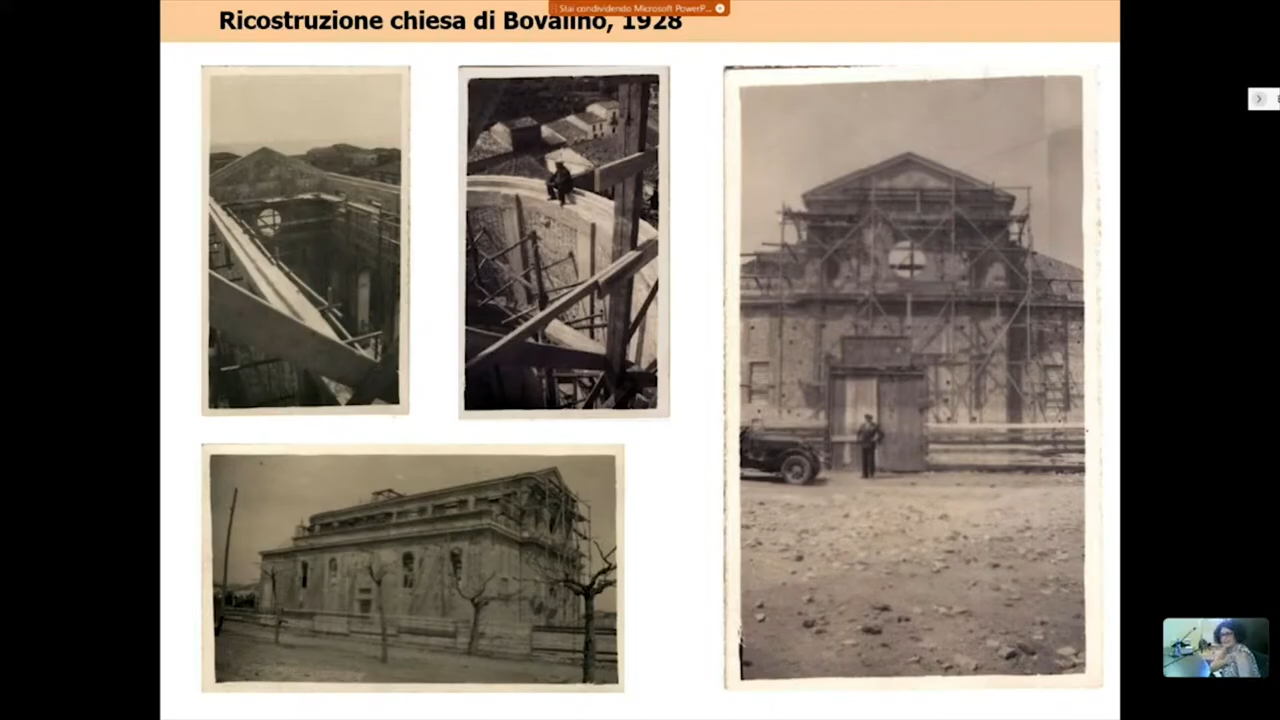 Ricostruzione chiesa di Bovalino, 1928
Stai condividendo Microsoft PowerP...